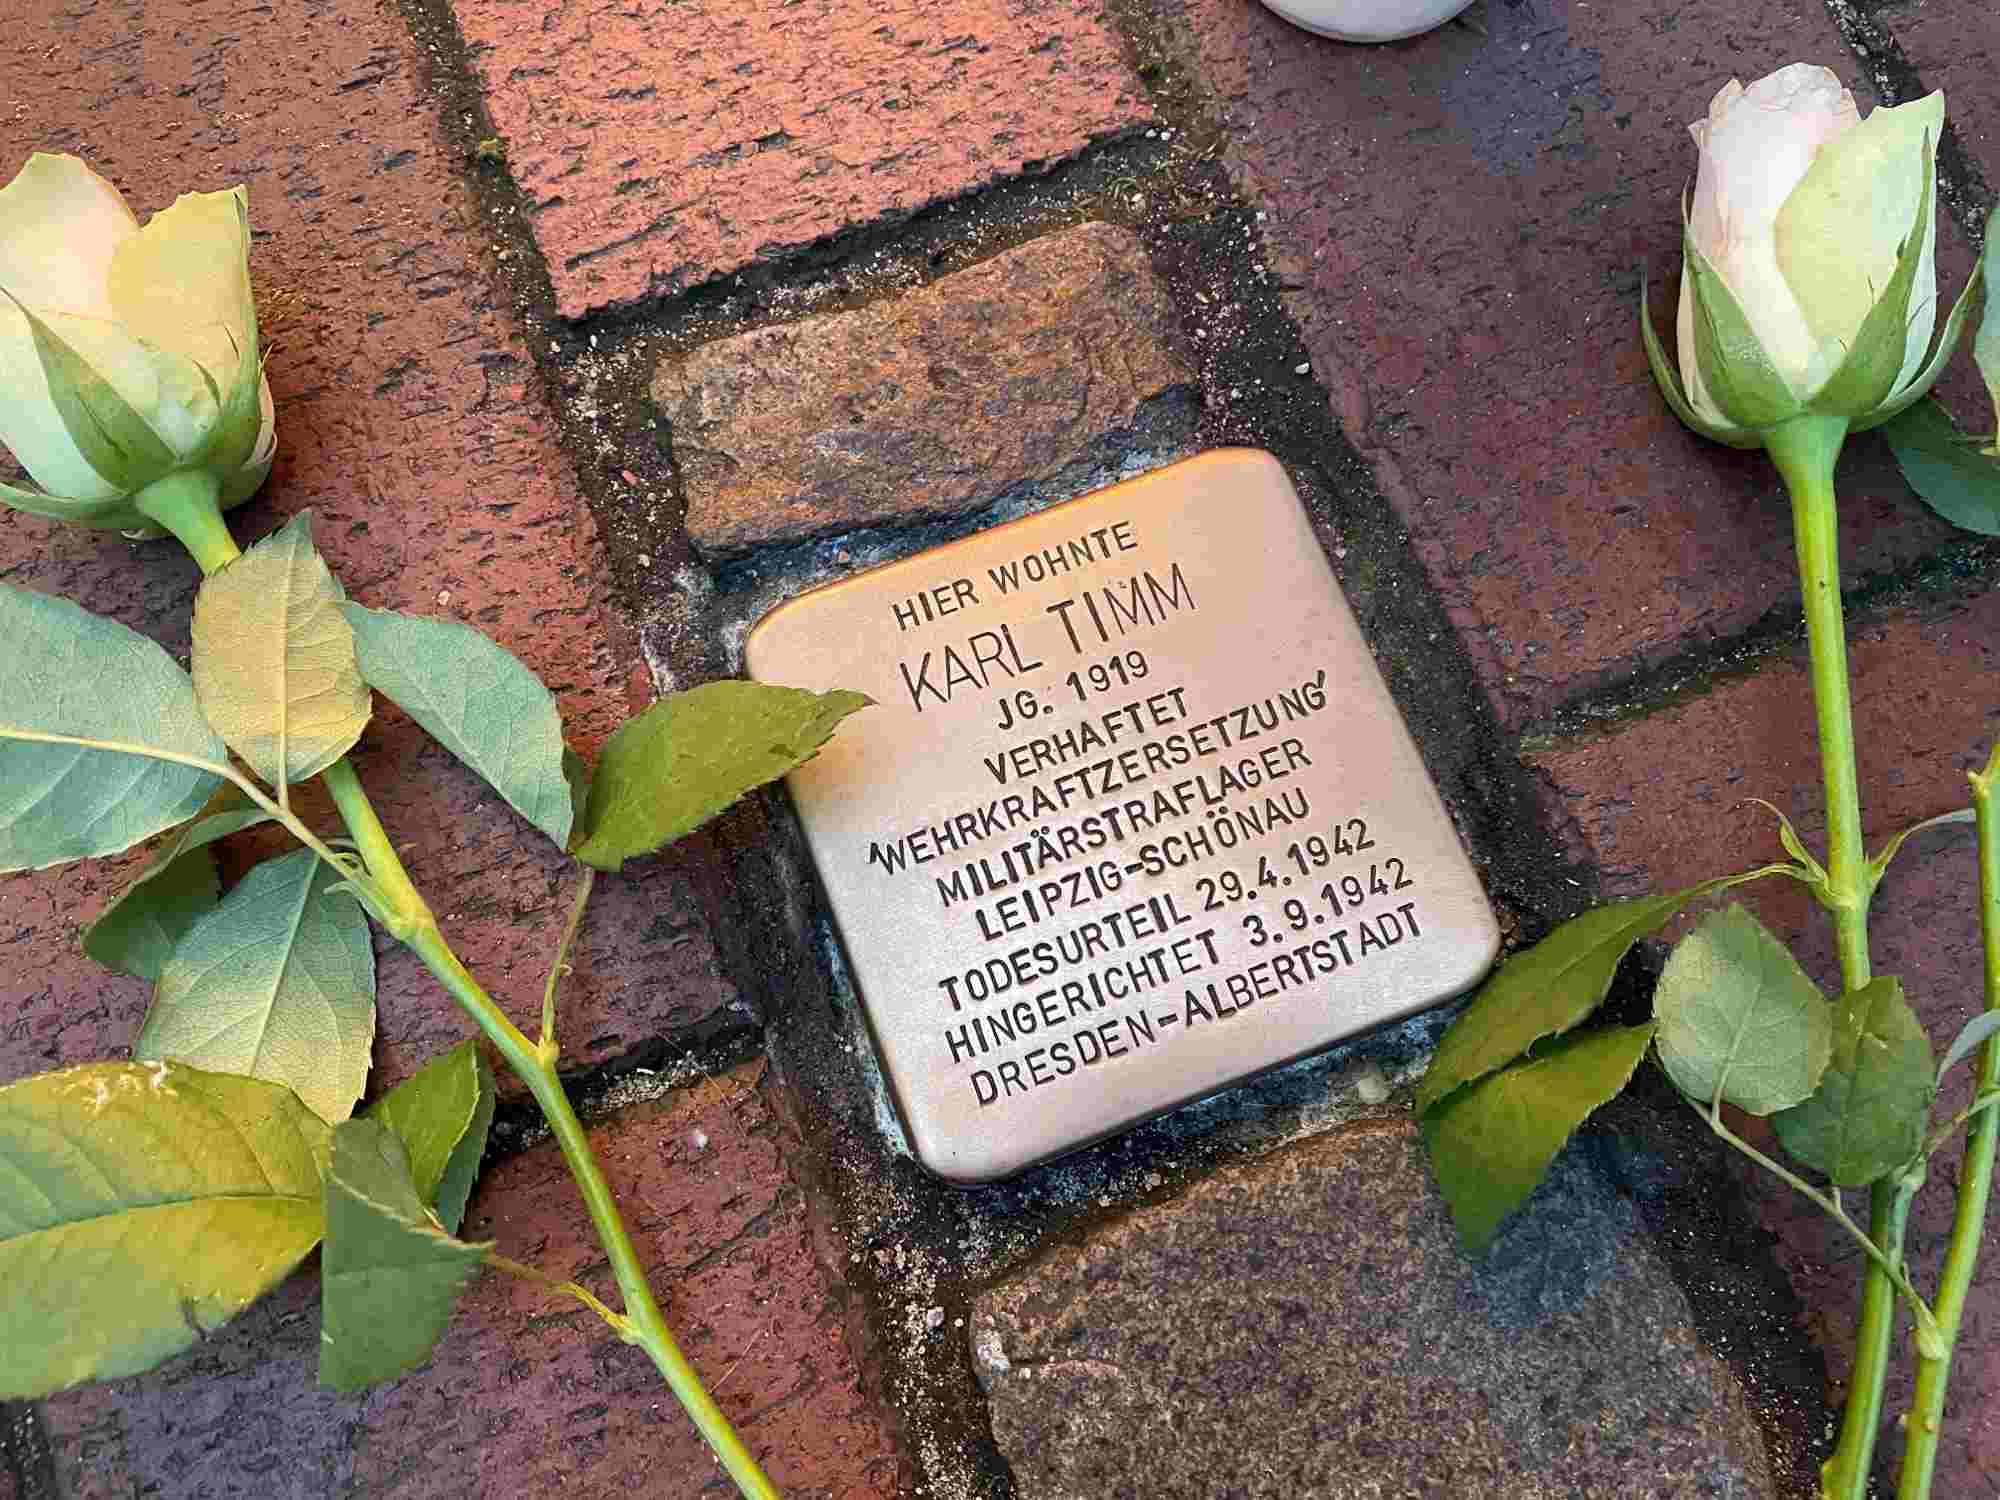 HIER WOHNTE
KARL TIMM
JG. 1919
VERHAFTET
'WEHRKRAFTZERSETZUNG'
MILITÄRSTRAFLAGER
LEIPZIG-SCHÖNAU
TODESURTEIL 29.4.1942
HINGERICHTET 3.9.1942
DRESDEN-ALBERTSTADT